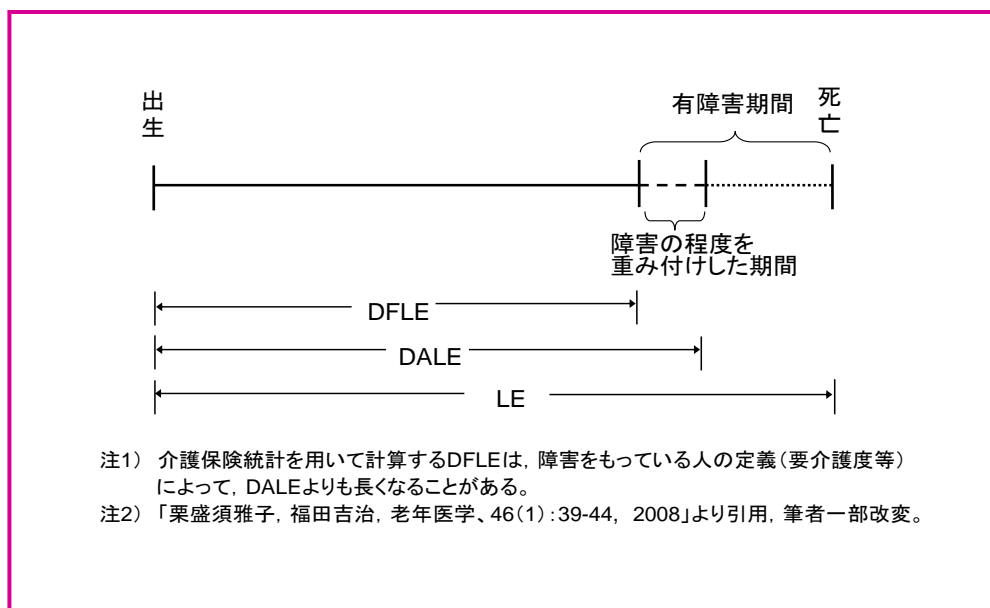 出生
死亡
有障害期間
障害の程度を
重み付けした期間
DFLE
DALE
LE
注1) 介護保険統計を用いて計算するDFLEは，障害をもっている人の定義（要介護度等）
によって，DALEよりも長くなることがある。
注2) 「栗盛須雅子，福田吉治，老年医学、46(1)：39-44， 2008」より引用，筆者一部改変。